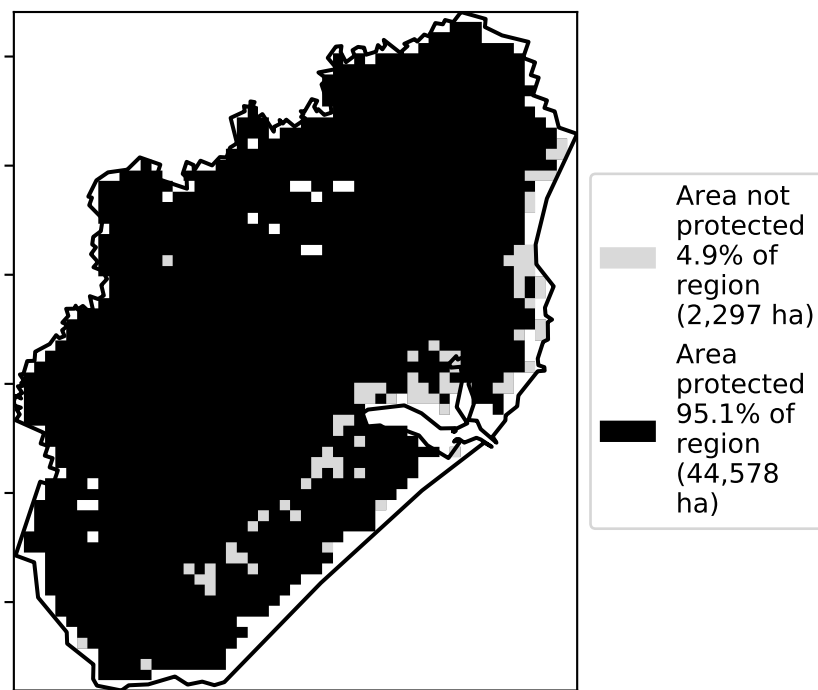 Area not
protected
4.9% of
region
(2,297 ha)
Area
protected
95.1% of
region
(44,578
ha)